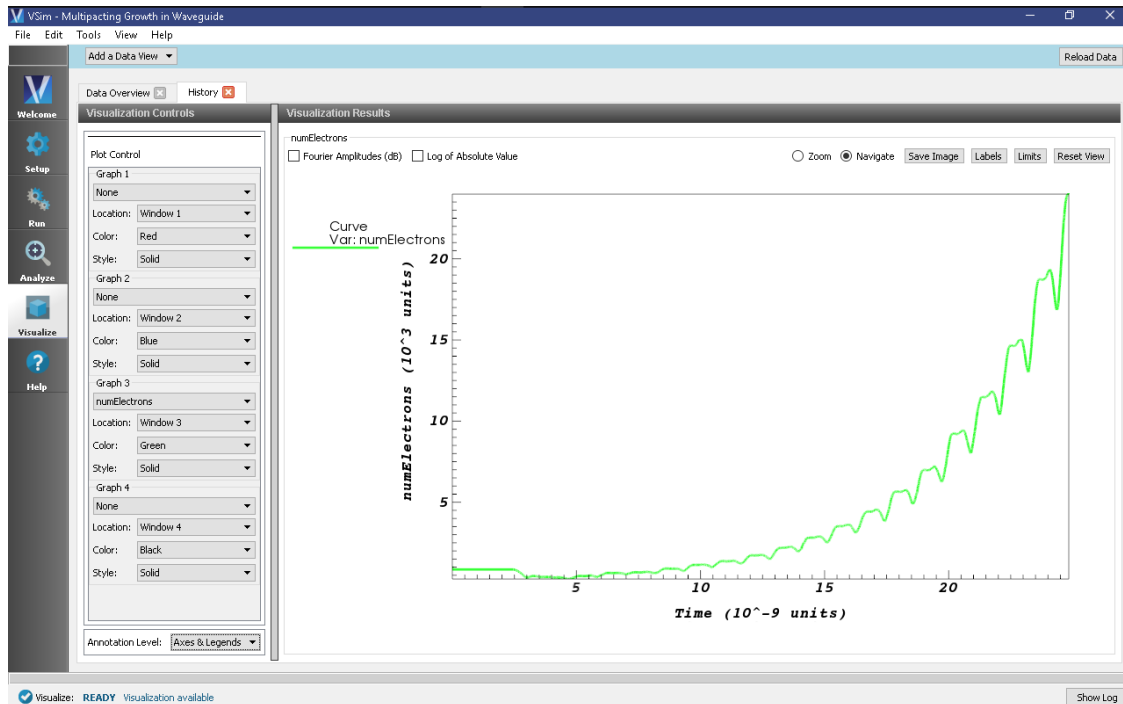 VSim - Multipacting Growth in Waveguide
File Edit Tools View Help
Add a Data View
Reload Data
Welcome
Setup
Run
Analyze
Visualize
Help
Data Overview
History
Visualization Controls
Plot Control
Graph 1
None
Location: Window 1
Color: Red
Style: Solid
Graph 2
None
Location: Window 2
Color: Blue
Style: Solid
Graph 3
numElectrons
Location: Window 3
Color: Green
Style: Solid
Graph 4
None
Location: Window 4
Color: Black
Style: Solid
Annotation Level: Axes & Legends
Visualization Results
numElectrons
Fourier Amplitudes (dB) Log of Absolute Value Zoom Navigate Save Image Labels Limits Reset View
Curve
Var: numElectrons
numElectrons (10^3 units)
20
15
10
5
5 10 15 20
Time (10^-9 units)
Visualize: READY Visualization available
Show Log